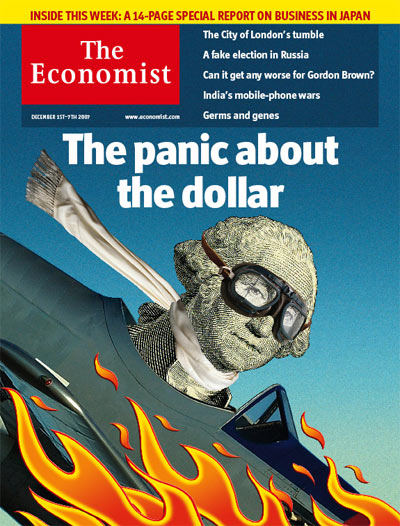 INSIDE THIS WEEK: A 14-PAGE SPECIAL REPORT ON BUSINESS IN JAPAN
The
Economist
DECEMBER 1ST–7TH 2007
www.economist.com
The City of London's tumble
A fake election in Russia
Can it get any worse for Gordon Brown?
India's mobile-phone wars
Germs and genes
The panic about
the dollar